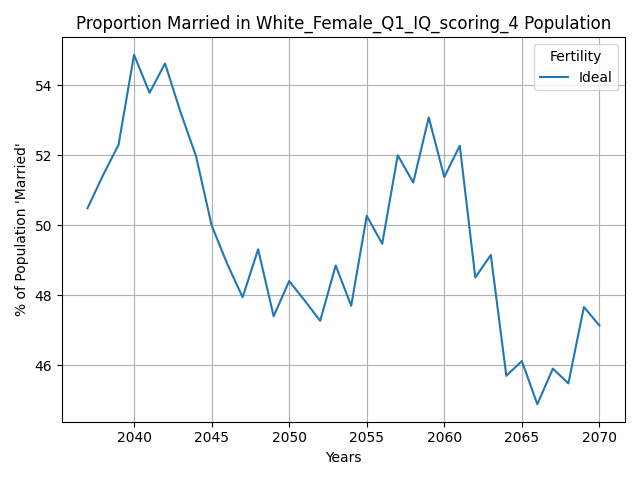 Proportion Married in White_Female_Q1_IQ_scoring_4 Population
Fertility
Ideal
% of Population 'Married'
54
52
50
48
46
2040 2045 2050 2055 2060 2065 2070
Years